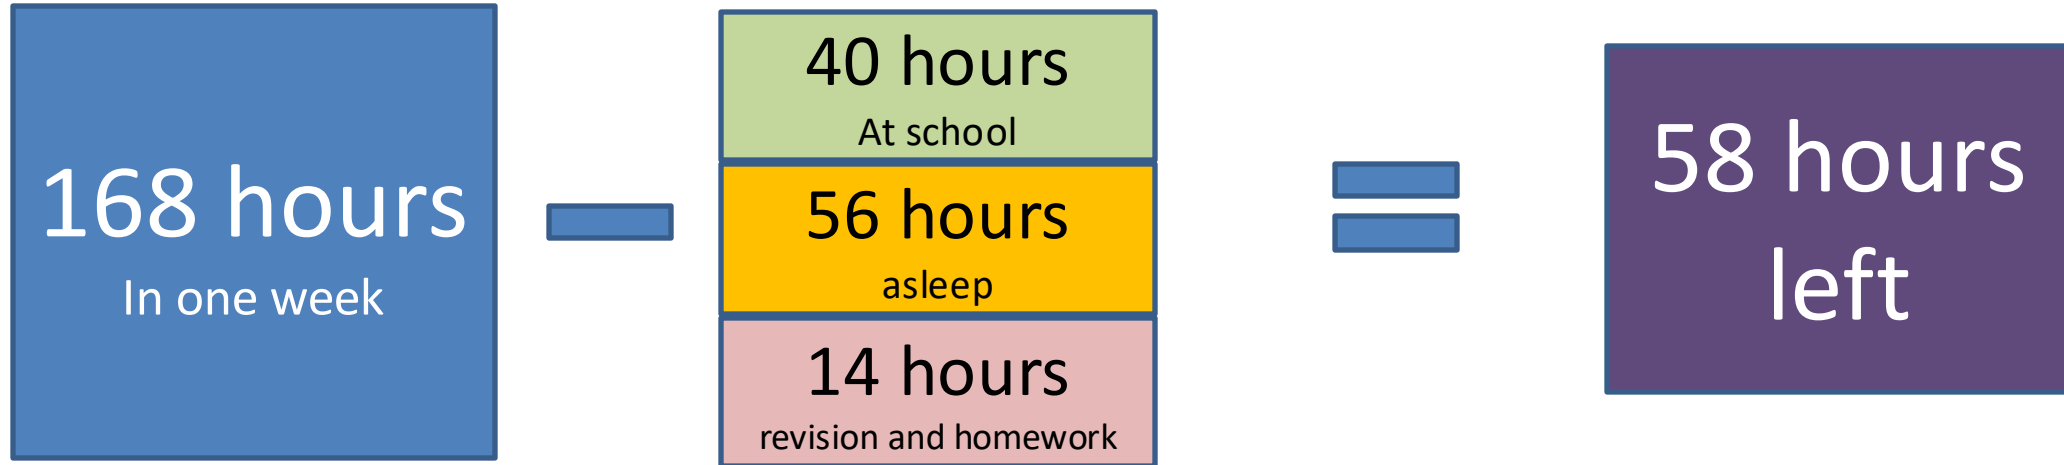 168 hours
In one week
40 hours
At school
56 hours
asleep
14 hours
revision and homework
58 hours
left